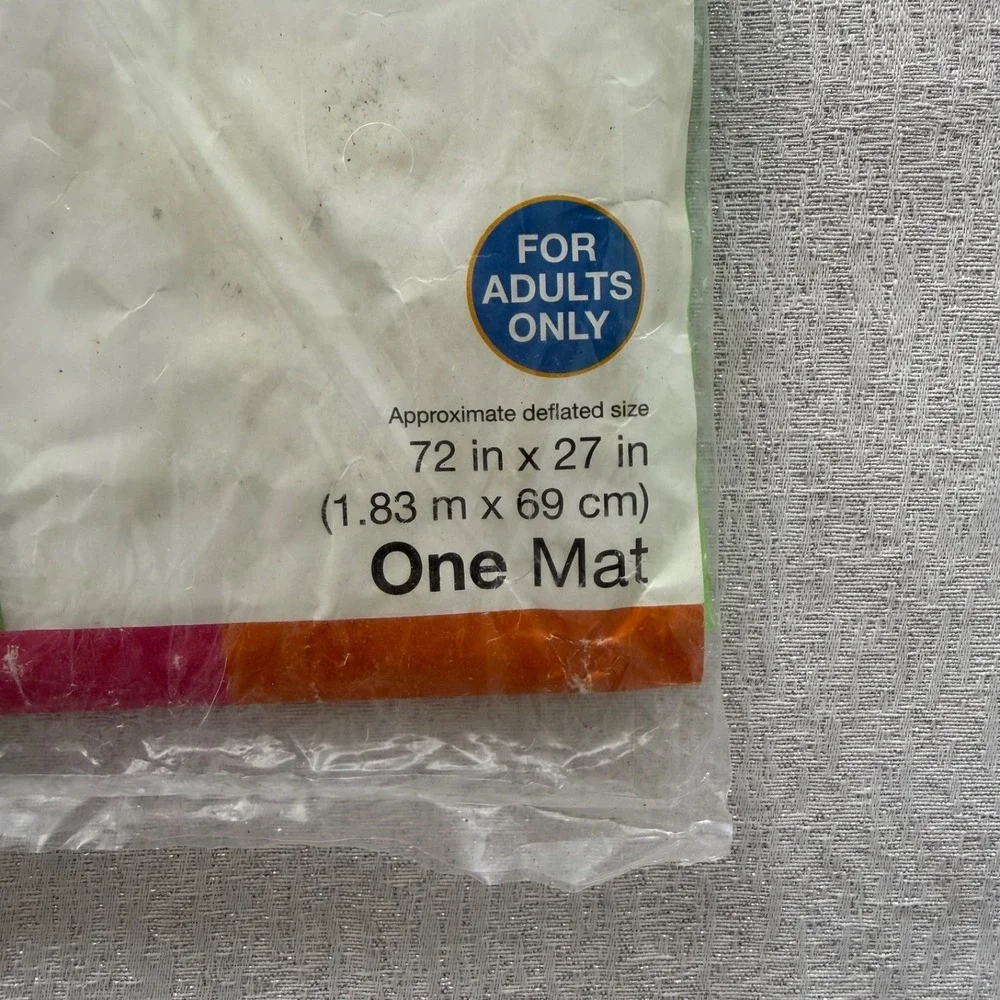 FOR
ADULTS
ONLY
Approximate deflated size
72 in x 27 in
(1.83 m x 69 cm)
One Mat